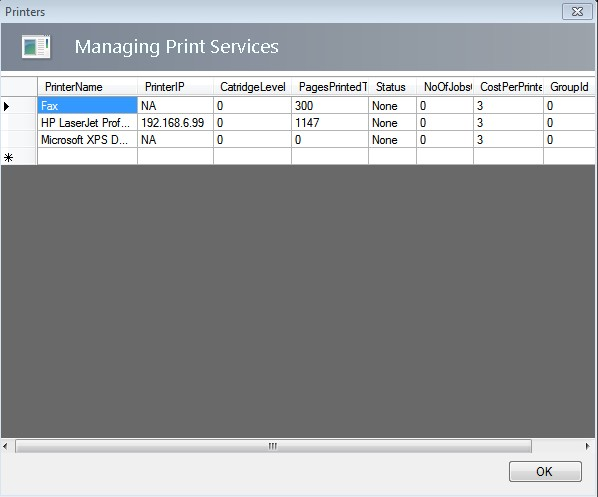 Printers
Managing Print Services
PrinterName PrinterIP CatridgeLevel PagesPrintedT Status NoOfJobs CostPerPrinte GroupId
Fax NA 0 300 None 0 3 0
HP LaserJet Prof... 192.168.6.99 0 1147 None 0 3 0
Microsoft XPS D... NA 0 0 None 0 3 0
OK